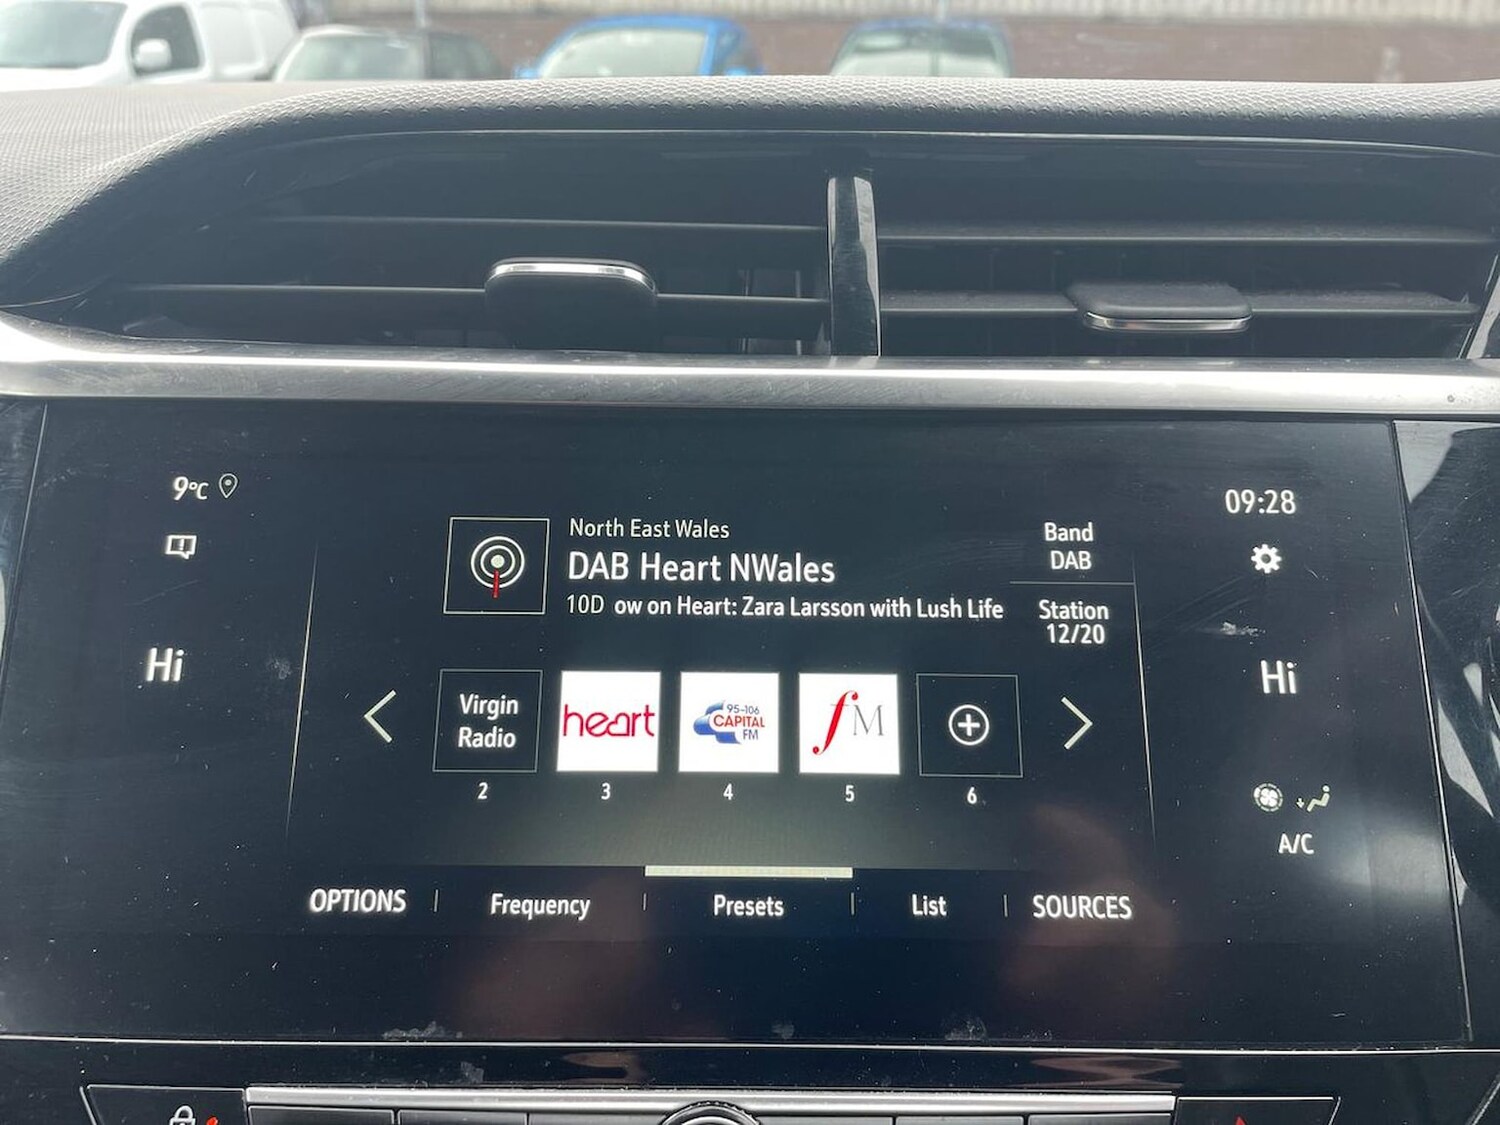 9°C
09:28
North East Wales
DAB Heart NWales
10D ow on Heart: Zara Larsson with Lush Life
Band
DAB
Station
12/20
Hi
Hi
Virgin
Radio
heart
95-106
CAPITAL
FM
fM
2
3
4
5
6
A/C
OPTIONS
Frequency
Presets
List
SOURCES